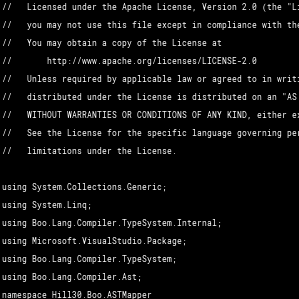 //   Licensed under the Apache License, Version 2.0 (the "Li
//   you may not use this file except in compliance with the
//   You may obtain a copy of the License at
//       http://www.apache.org/licenses/LICENSE-2.0
//   Unless required by applicable law or agreed to in writi
//   distributed under the License is distributed on an "AS
//   WITHOUT WARRANTIES OR CONDITIONS OF ANY KIND, either ex
//   See the License for the specific language governing per
//   limitations under the License.
using System.Collections.Generic;
using System.Linq;
using Boo.Lang.Compiler.TypeSystem.Internal;
using Microsoft.VisualStudio.Package;
using Boo.Lang.Compiler.TypeSystem;
using Boo.Lang.Compiler.Ast;
namespace Hill30.Boo.ASTMapper